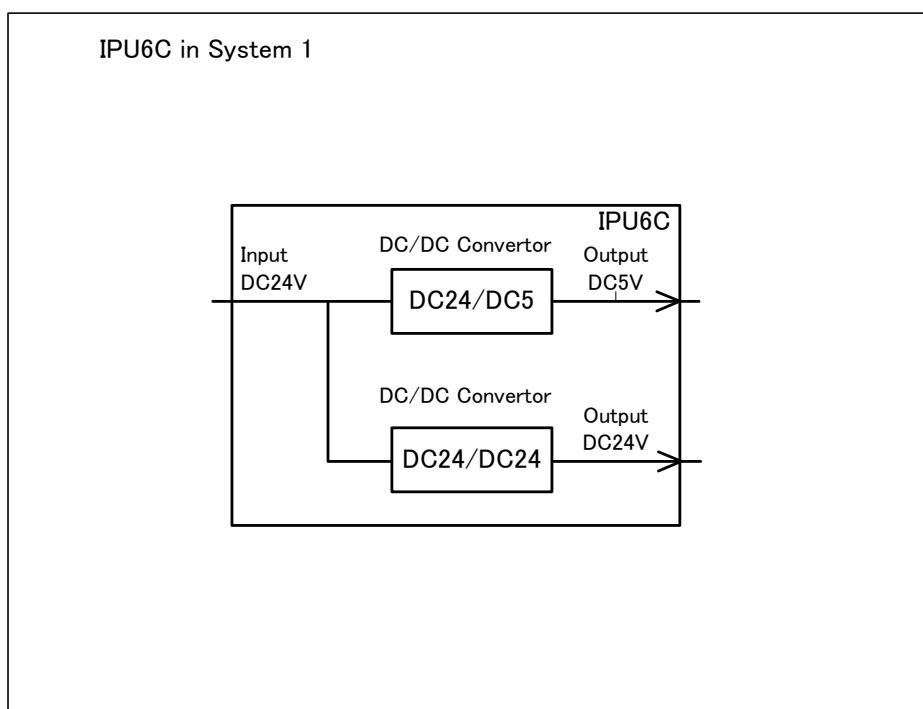 IPU6C in System 1
IPU6C
Input
DC24V
DC/DC Convertor
DC24/DC5
Output
DC5V
DC/DC Convertor
DC24/DC24
Output
DC24V